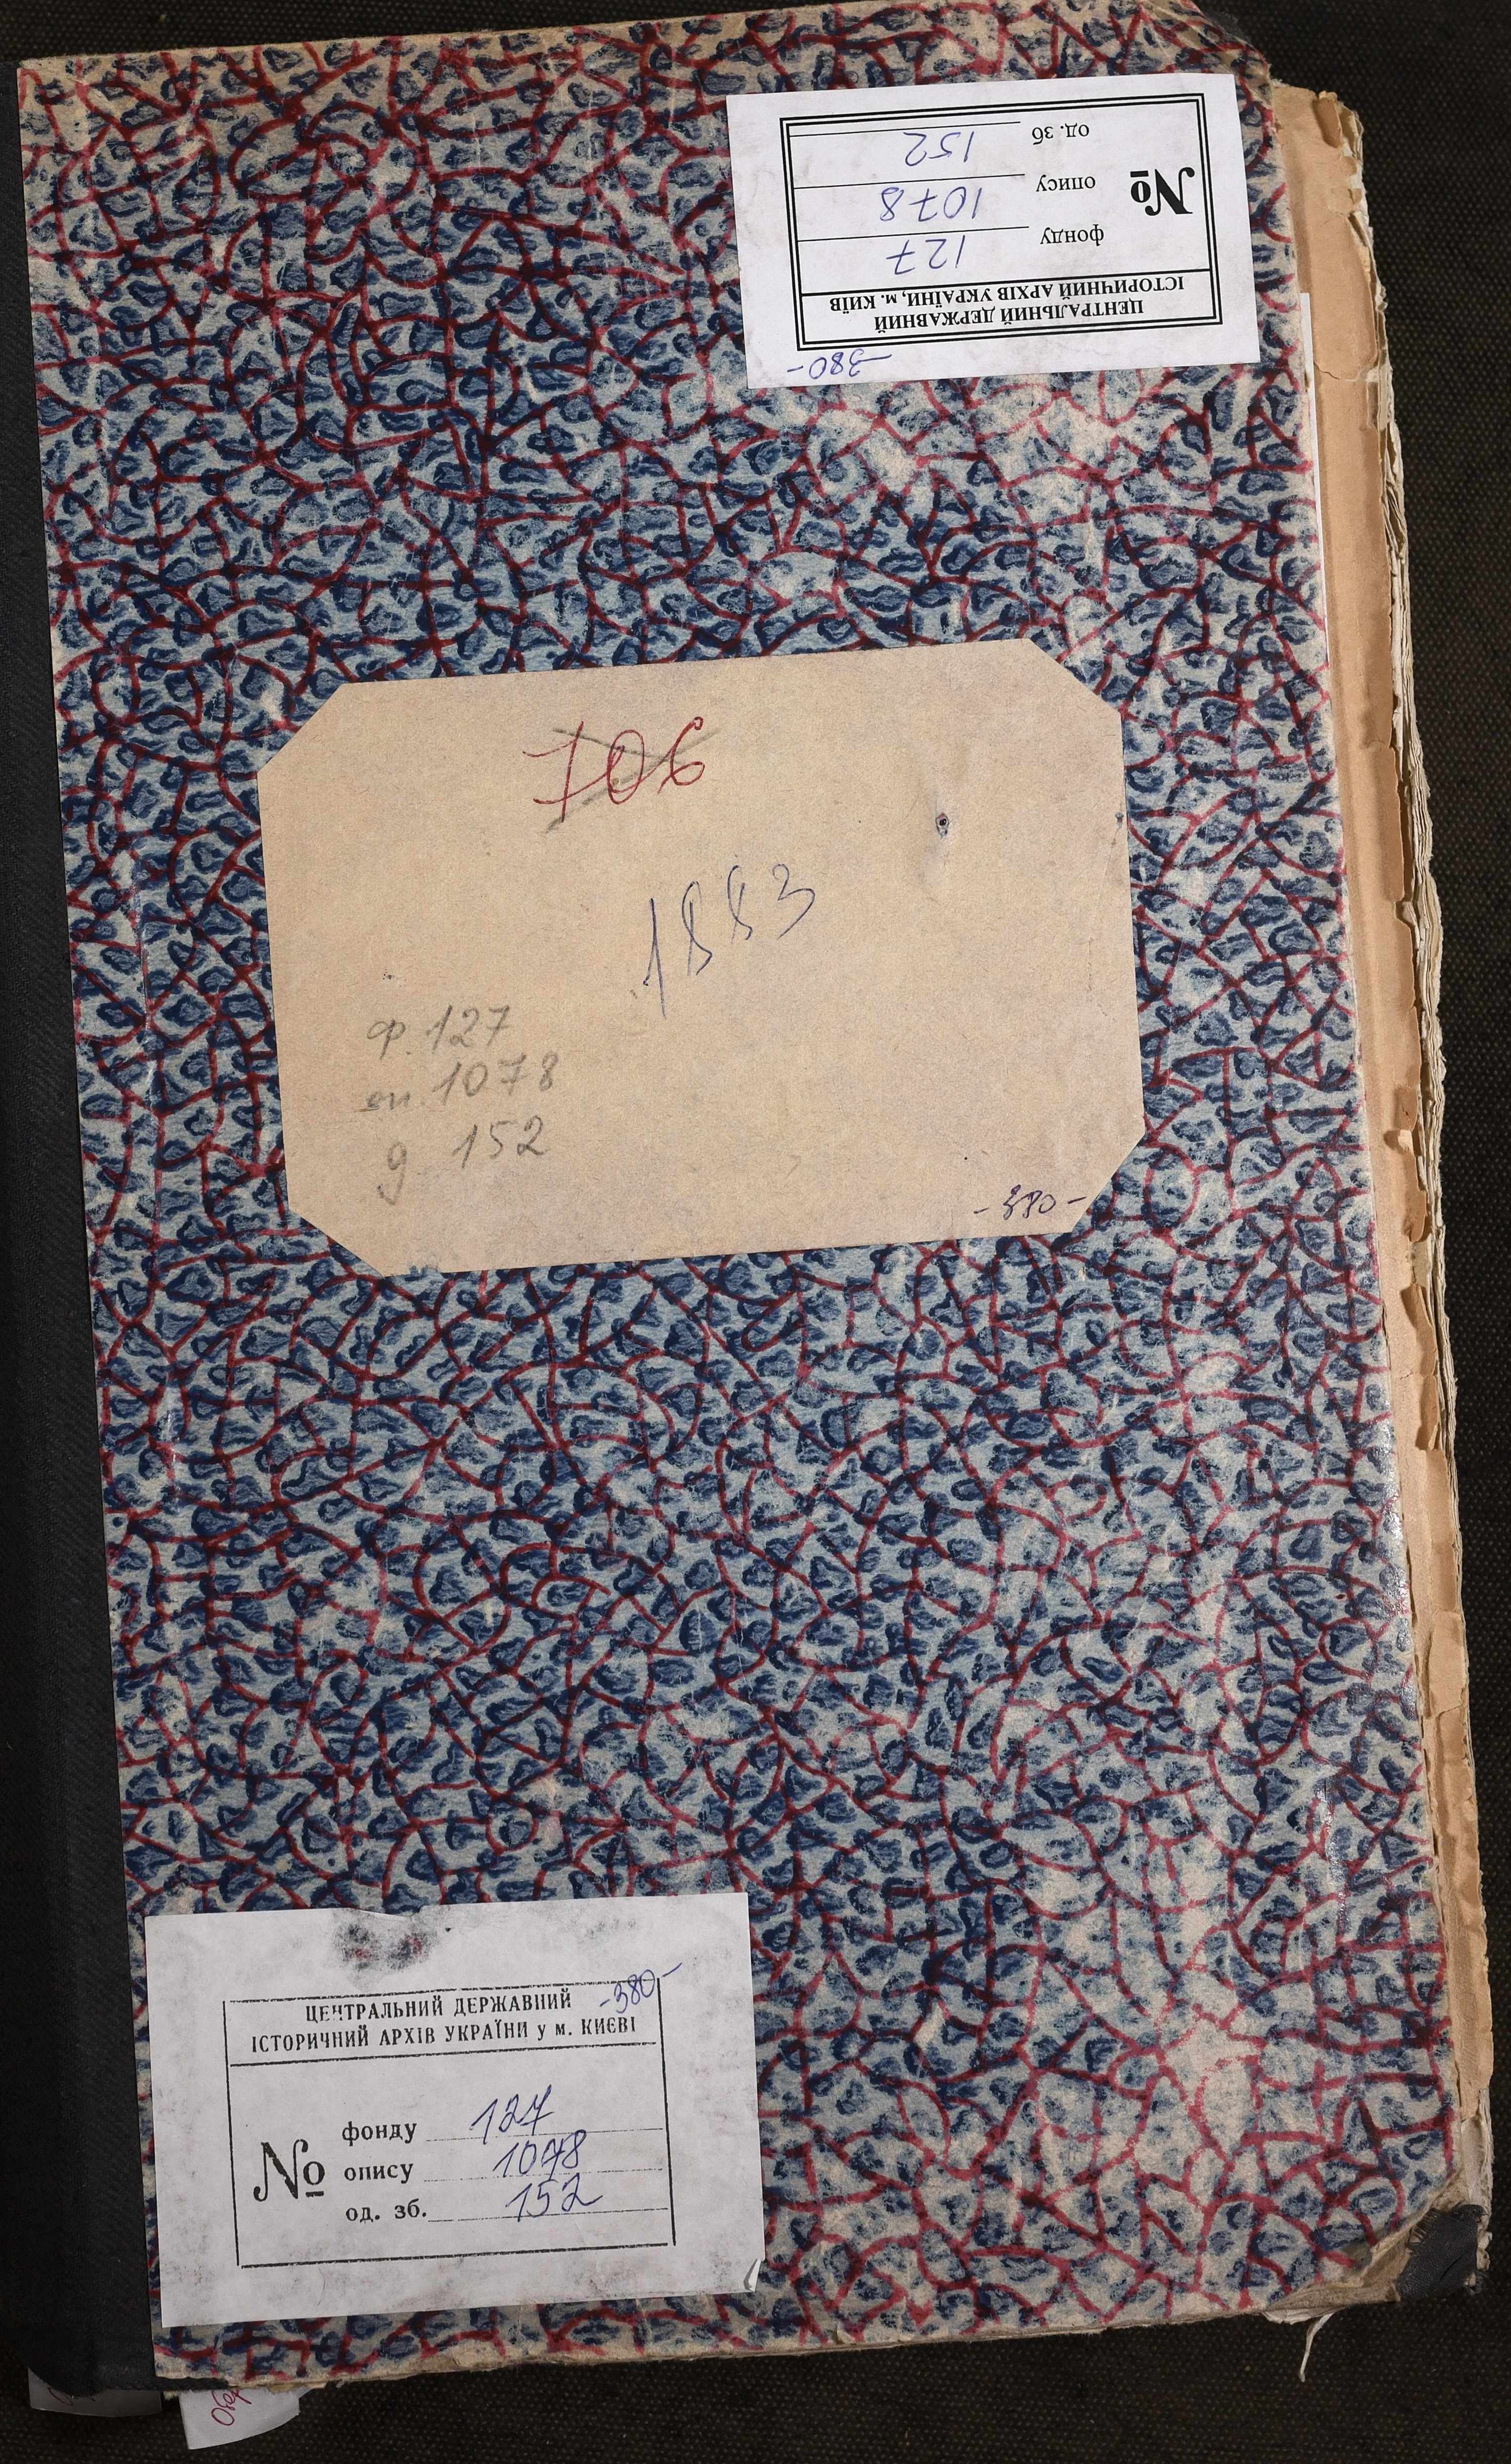 -380-
ЦЕНТРАЛЬНИЙ ДЕРЖАВНИЙ
ІСТОРИЧНИЙ АРХІВ УКРАЇНИ, м. КИЇВ
№
фонду 127
опису 1078
од. зб 152
706
1883
ф. 127
оп. 1078
д 152
-380-
-380-
ЦЕНТРАЛЬНИЙ ДЕРЖАВНИЙ
ІСТОРИЧНИЙ АРХІВ УКРАЇНИ у м. КИЄВІ
№
фонду 127
опису 1078
од. зб. 152